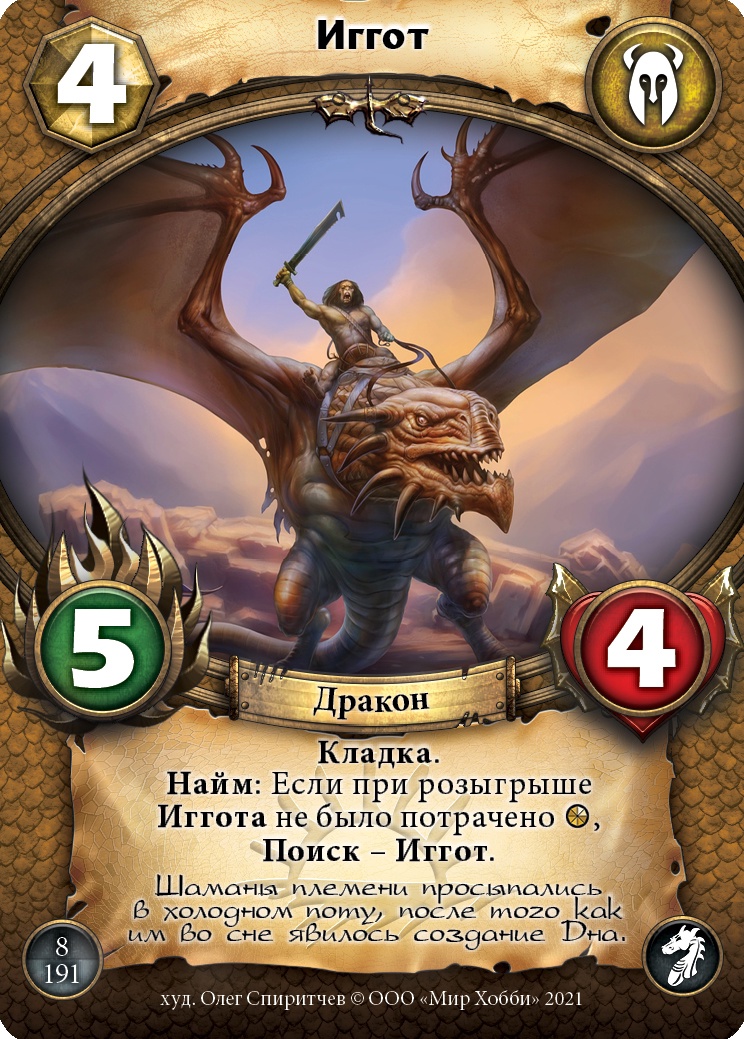 Иггот
4
5
4
Дракон
Кладка.
Найм: Если при розыгрыше
Иггота не было потрачено ,
Поиск – Иггот.
Шаманы племени просыпались
в холодном поту, после того как
им во сне явилось создание Дна.
8
191
худ. Олег Спиритчев © ООО «Мир Хобби» 2021